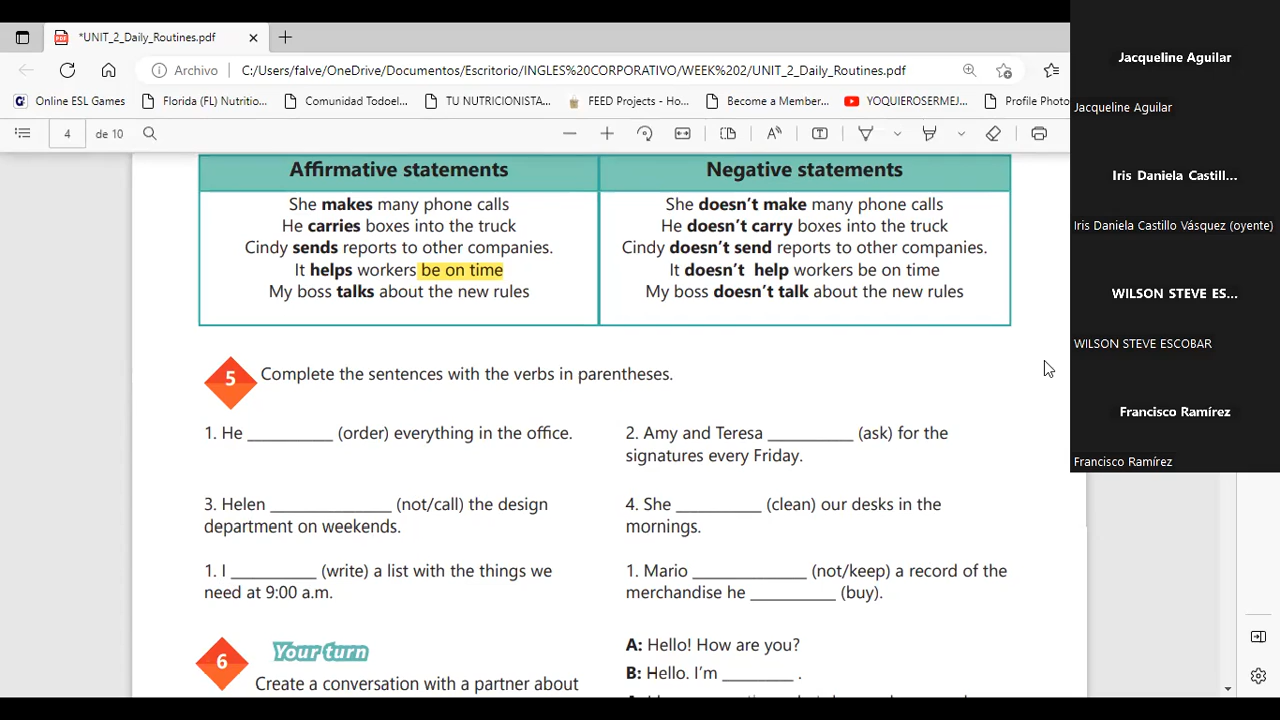 *UNIT_2_Daily_Routines.pdf
Archivo
C:/Users/falve/OneDrive/Documentos/Escritorio/INGLES%20CORPORATIVO/WEEK%202/UNIT_2_Daily_Routines.pdf
Online ESL Games
Florida (FL) Nutritio...
Comunidad Todoel...
TU NUTRICIONISTA...
FEED Projects - Ho...
Become a Member...
YOQUIEROSERMEJ...
Profile Photo
4
de 10
Affirmative statements
She makes many phone calls
He carries boxes into the truck
Cindy sends reports to other companies.
It helps workers be on time
My boss talks about the new rules
Negative statements
She doesn't make many phone calls
He doesn't carry boxes into the truck
Cindy doesn't send reports to other companies.
It doesn't help workers be on time
My boss doesn't talk about the new rules
5
Complete the sentences with the verbs in parentheses.
1. He __________ (order) everything in the office.
2. Amy and Teresa __________ (ask) for the
signatures every Friday.
3. Helen ______________ (not/call) the design
department on weekends.
4. She __________ (clean) our desks in the
mornings.
1. I __________ (write) a list with the things we
need at 9:00 a.m.
1. Mario _____________ (not/keep) a record of the
merchandise he __________ (buy).
6
Your turn
Create a conversation with a partner about
A: Hello! How are you?
B: Hello. I'm ________ .
Jacqueline Aguilar
Jacqueline Aguilar
Iris Daniela Castill...
Iris Daniela Castillo Vásquez (oyente)
WILSON STEVE ES...
WILSON STEVE ESCOBAR
Francisco Ramírez
Francisco Ramírez